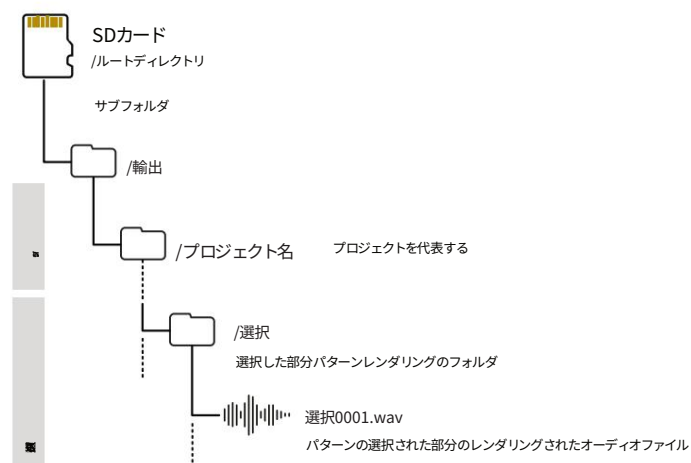 SDカード
/ルートディレクトリ
サブフォルダ
/輸出
/プロジェクト名
プロジェクトを代表する
/選択
選択した部分パターンレンダリングのフォルダ
選択0001.wav
パターンの選択された部分のレンダリングされたオーディオファイル